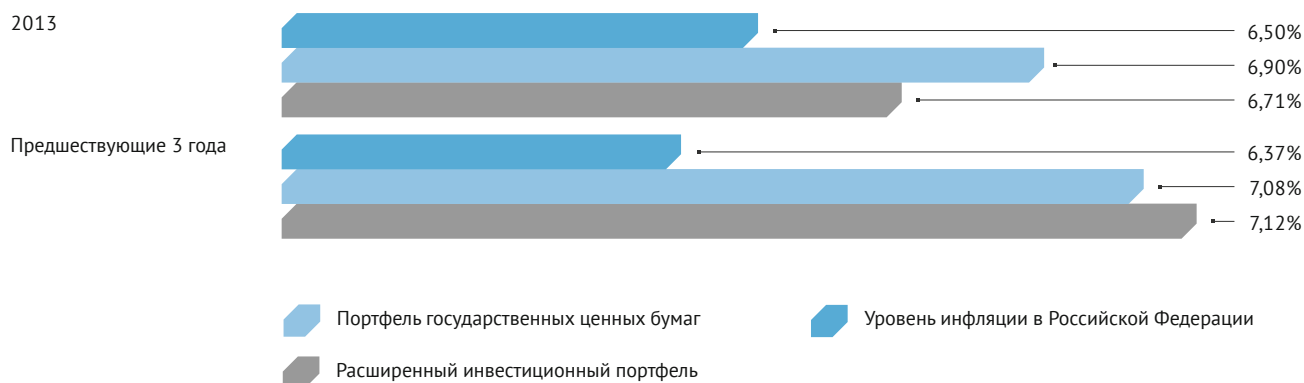 2013
6,50%
6,90%
6,71%
Предшествующие 3 года
6,37%
7,08%
7,12%
Портфель государственных ценных бумаг
Уровень инфляции в Российской Федерации
Расширенный инвестиционный портфель